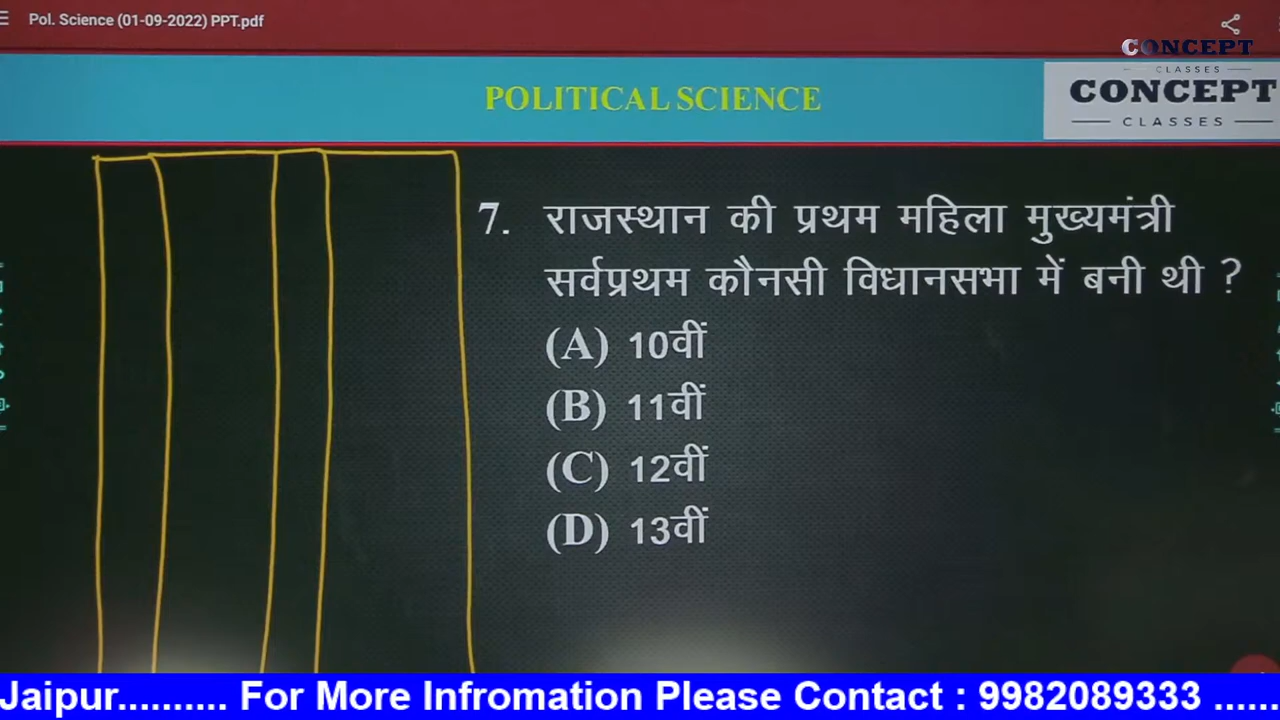 Pol. Science (01-09-2022) PPT.pdf
CONCEPT
CLASSES
POLITICAL SCIENCE
CONCEPT
CLASSES
7. राजस्थान की प्रथम महिला मुख्यमंत्री
सर्वप्रथम कौनसी विधानसभा में बनी थी ?
(A) 10वीं
(B) 11वीं
(C) 12वीं
(D) 13वीं
Jaipur.......... For More Infromation Please Contact : 9982089333 ......